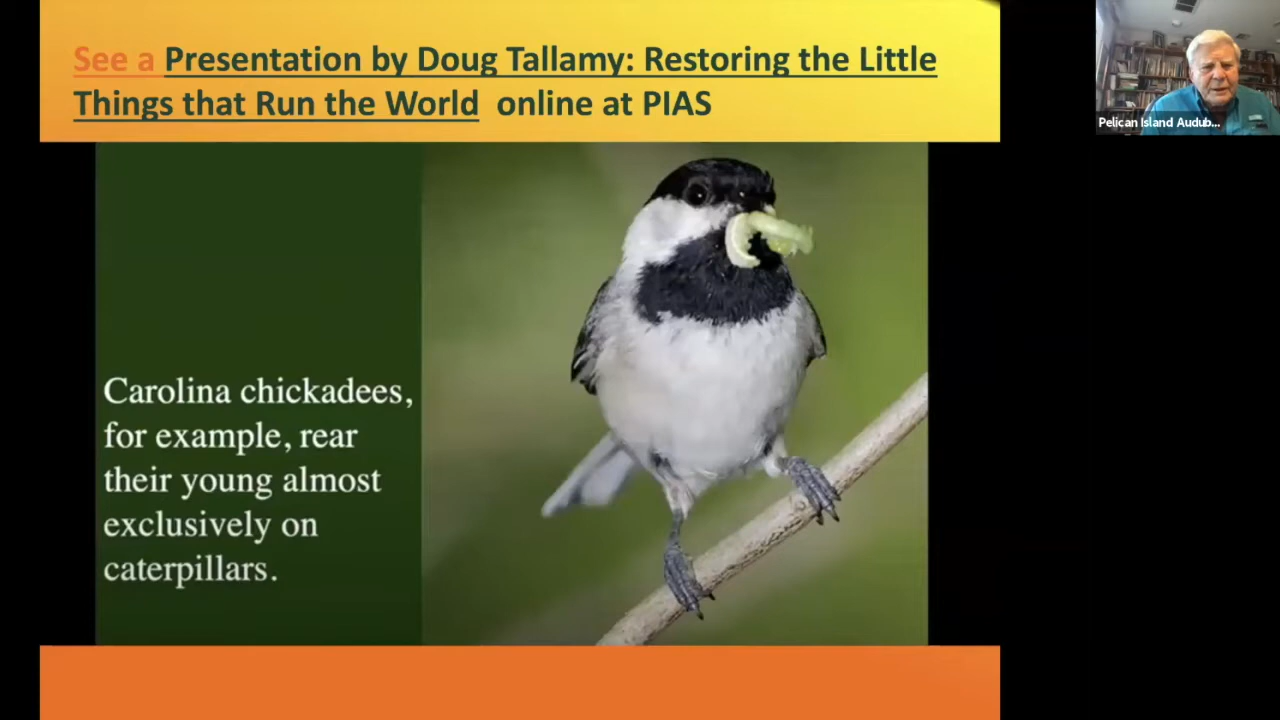 See a Presentation by Doug Tallamy: Restoring the Little
Things that Run the World online at PIAS
Pelican Island Audub...
Carolina chickadees,
for example, rear
their young almost
exclusively on
caterpillars.